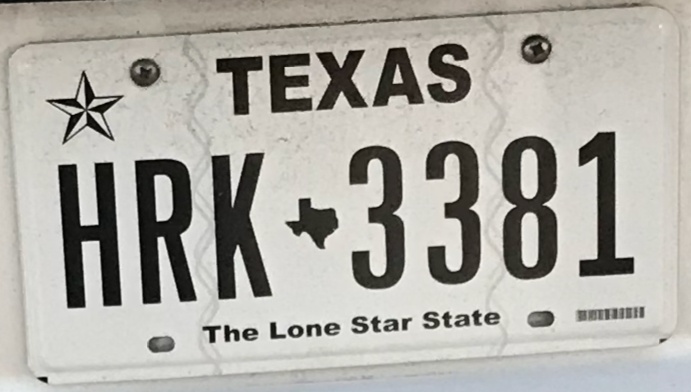 TEXAS
HRK 3381
The Lone Star State